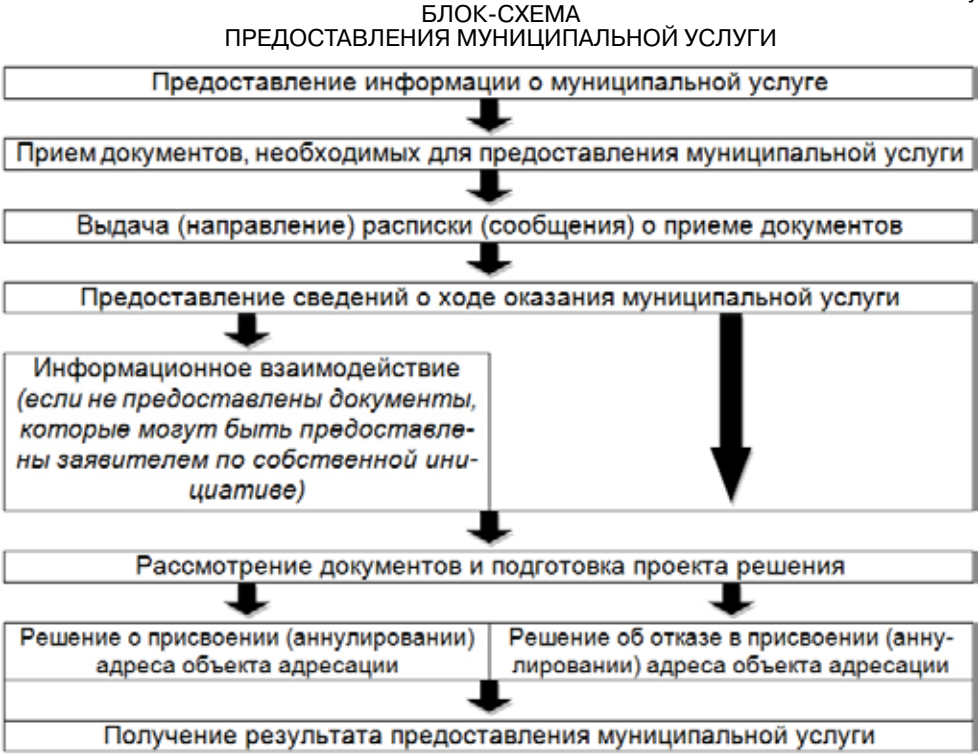 БЛОК-СХЕМА
ПРЕДОСТАВЛЕНИЯ МУНИЦИПАЛЬНОЙ УСЛУГИ
Предоставление информации о муниципальной услуге
Прием документов, необходимых для предоставления муниципальной услуги
Выдача (направление) расписки (сообщения) о приеме документов
Предоставление сведений о ходе оказания муниципальной услуги
Информационное взаимодействие
(если не предоставлены документы,
которые могут быть предоставле-
ны заявителем по собственной ини-
циативе)
Рассмотрение документов и подготовка проекта решения
Решение о присвоении (аннулировании)
адреса объекта адресации
Решение об отказе в присвоении (анну-
лировании) адреса объекта адресации
Получение результата предоставления муниципальной услуги